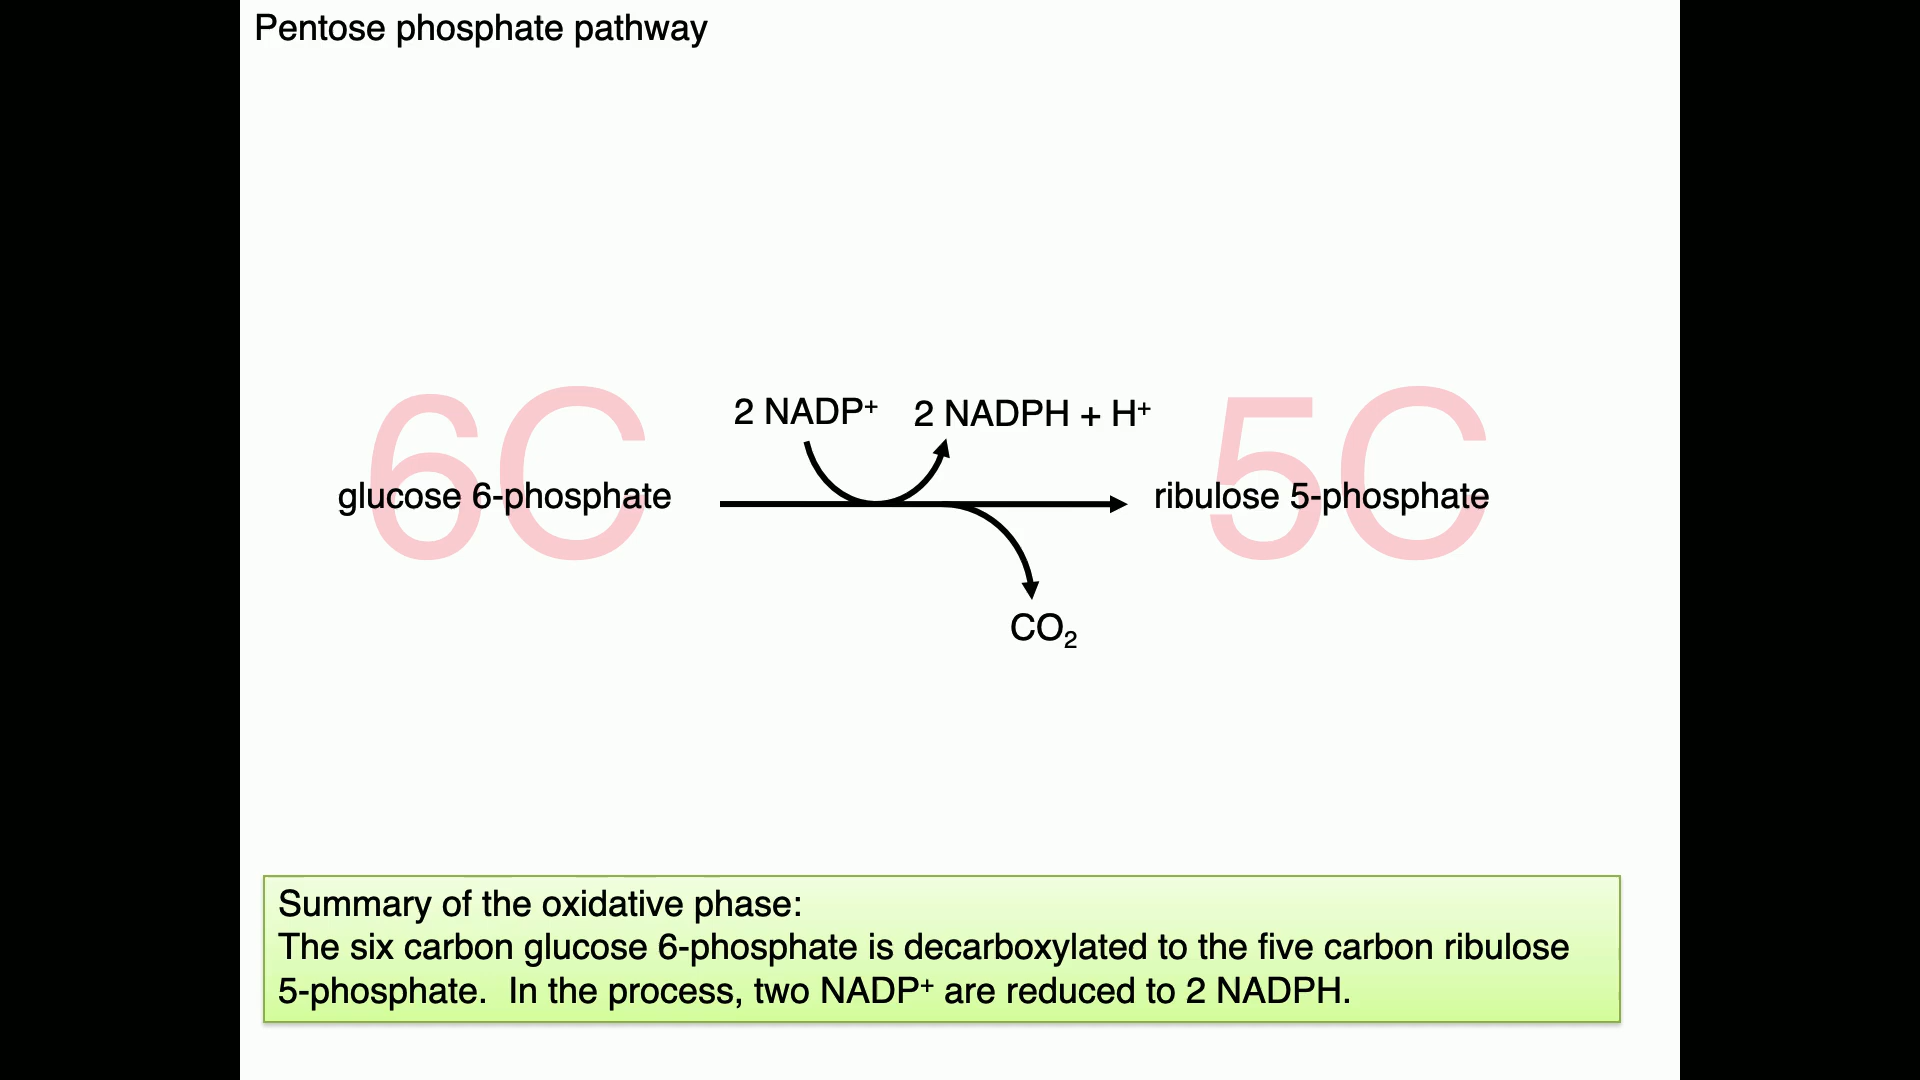 Pentose phosphate pathway
6C
5C
2 NADP⁺ 2 NADPH + H⁺
glucose 6-phosphate
ribulose 5-phosphate
CO₂
Summary of the oxidative phase:
The six carbon glucose 6-phosphate is decarboxylated to the five carbon ribulose
5-phosphate.  In the process, two NADP⁺ are reduced to 2 NADPH.